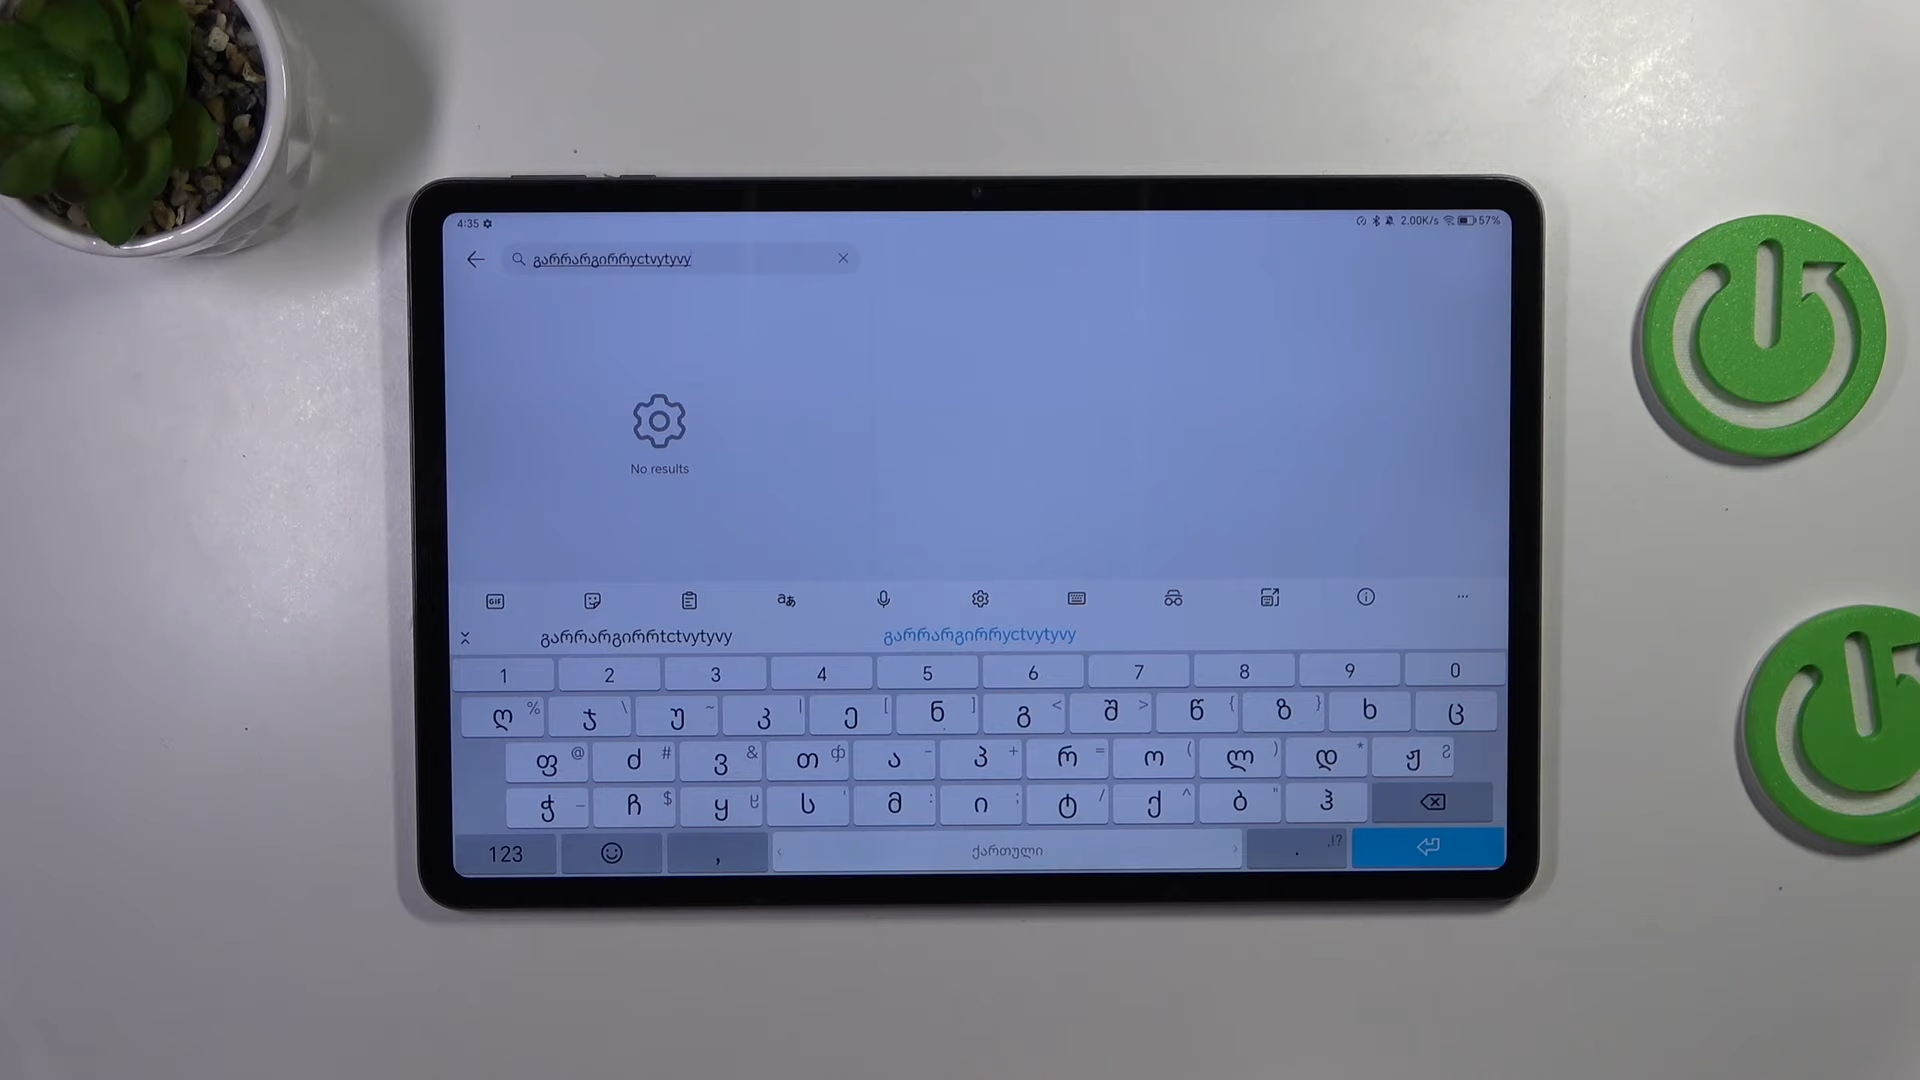 4:35 2.00K/s 57%
გარრარგირრyctvytyvy
No results
GIF
გარრარგირრtctvytyvy გარრარგირრyctvytyvy
1 2 3 4 5 6 7 8 9 0
ღ % ჯ \ უ ~ კ | ე [ ნ ] გ < შ > წ { ზ } ხ ც
ფ @ ძ # ვ & თ ჶ ა - პ + რ = ო ( ლ ) დ * ჟ
ჭ _ ჩ $ ყ ს ' მ : ი ; ტ / ქ ^ ბ " ჰ
123 , < ქართული > . ,!?